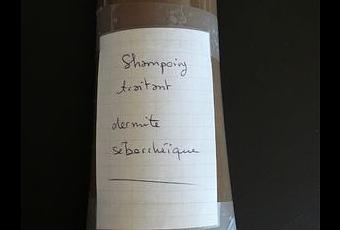 Shampoing
traitant
dermite
séborrhéique